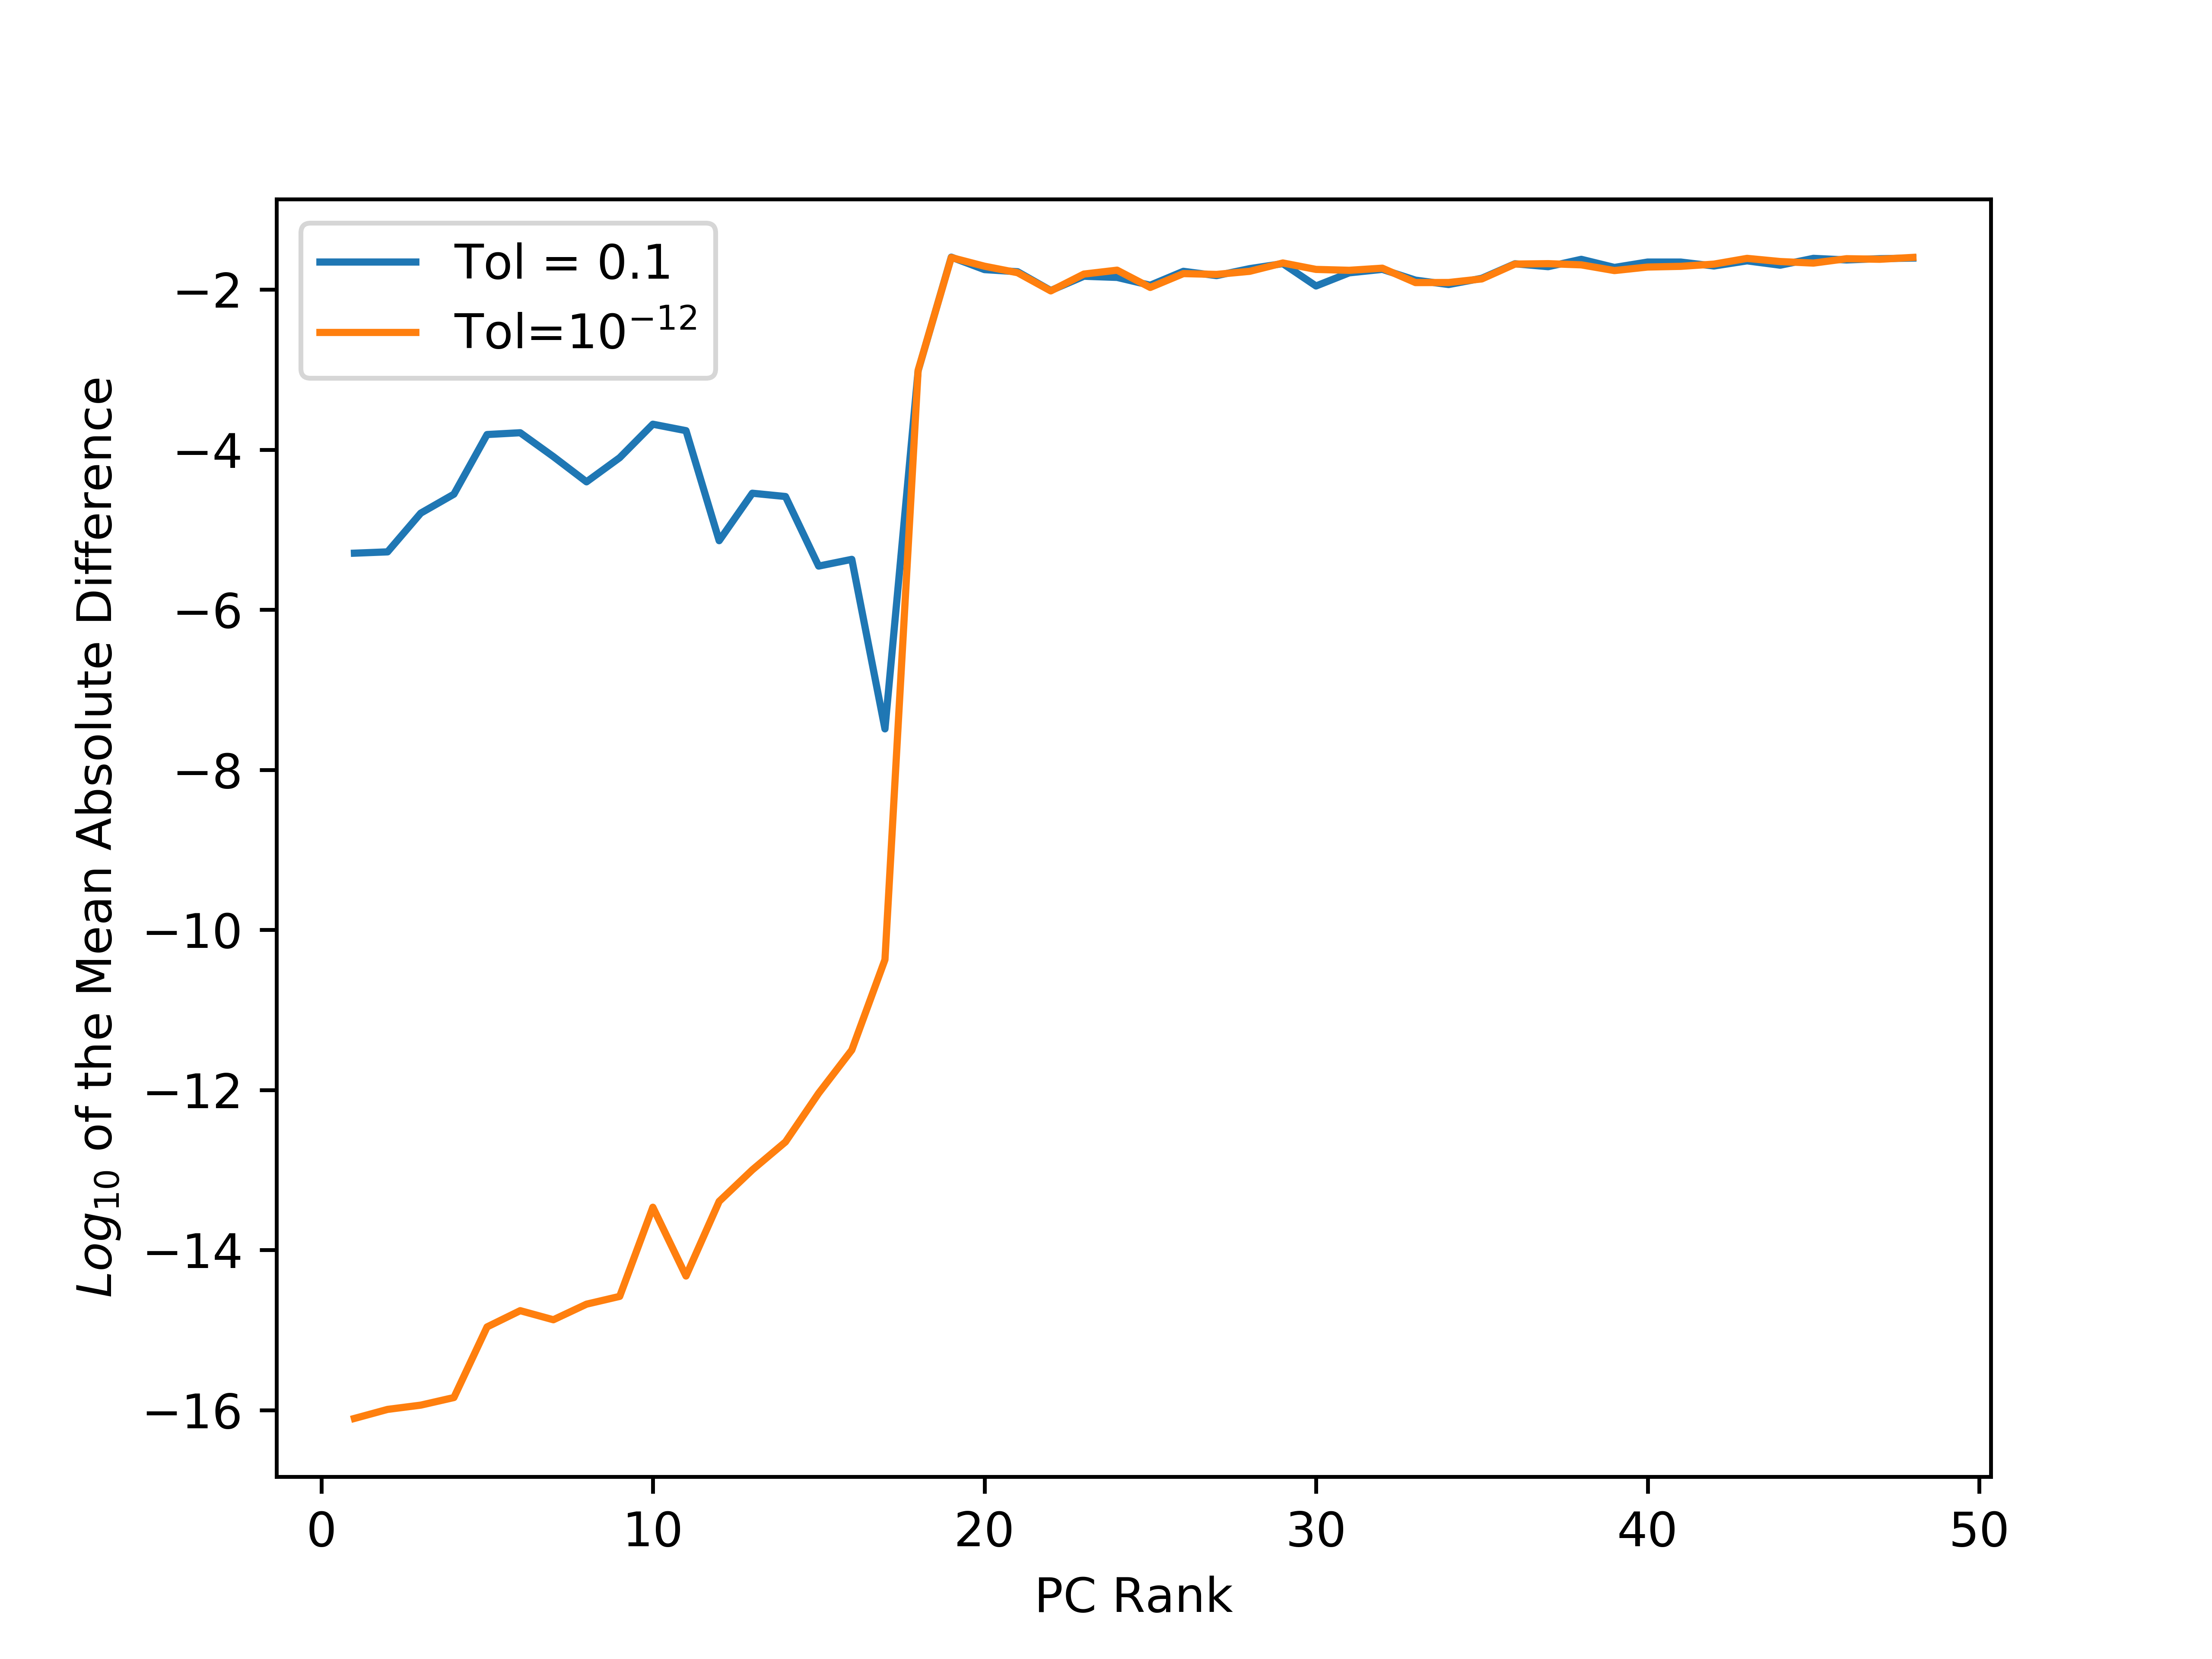 Tol = 0.1
Tol=10⁻¹²
Log₁₀ of the Mean Absolute Difference
−2
−4
−6
−8
−10
−12
−14
−16
0 10 20 30 40 50
PC Rank